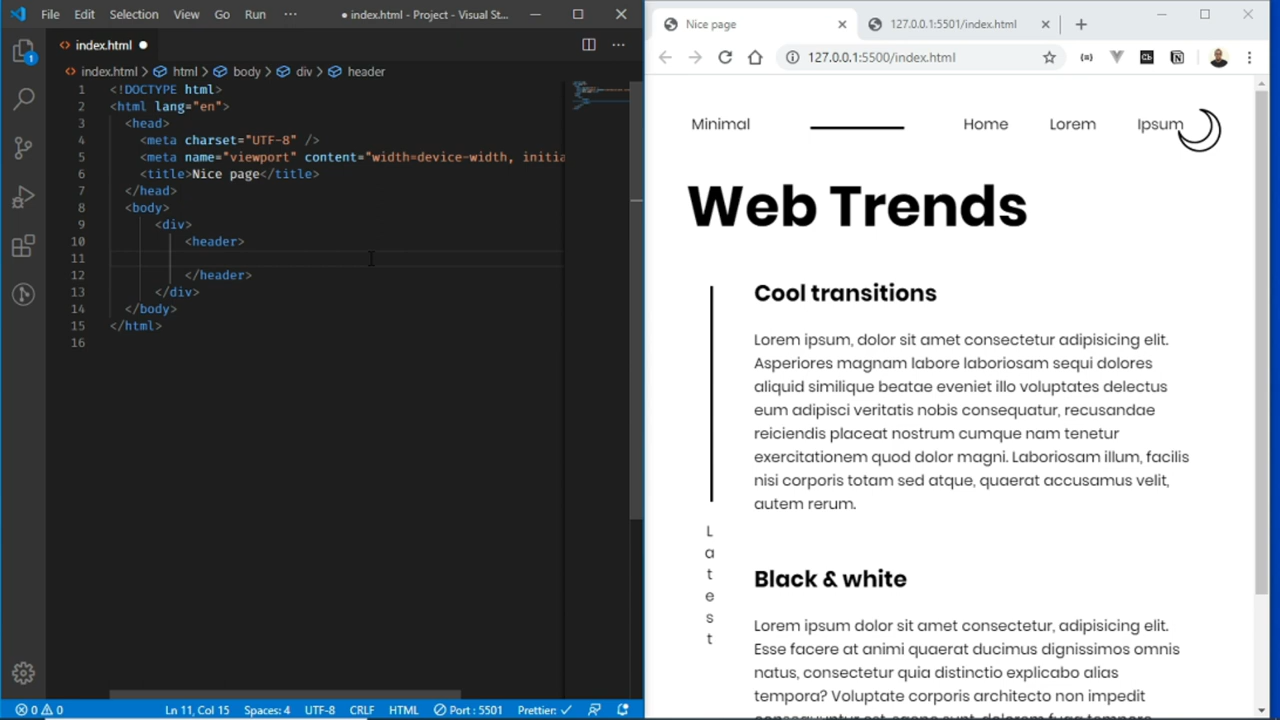 File Edit Selection View Go Run ··· ● index.html - Project - Visual St...
index.html ●
index.html > html > body > div > header
1 <!DOCTYPE html>
2 <html lang="en">
3 <head>
4 <meta charset="UTF-8" />
5 <meta name="viewport" content="width=device-width, initia
6 <title>Nice page</title>
7 </head>
8 <body>
9 <div>
10 <header>
11
12 </header>
13 </div>
14 </body>
15 </html>
16
1
0 0 Ln 11, Col 15 Spaces: 4 UTF-8 CRLF HTML Port : 5501 Prettier: ✓
Nice page 127.0.0.1:5501/index.html
127.0.0.1:5500/index.html
Minimal Home Lorem Ipsum
Web Trends
Cool transitions
Lorem ipsum, dolor sit amet consectetur adipisicing elit.
Asperiores magnam labore laboriosam sequi dolores
aliquid similique beatae eveniet illo voluptates delectus
eum adipisci veritatis nobis consequatur, recusandae
reiciendis placeat nostrum cumque nam tenetur
exercitationem quod dolor magni. Laboriosam illum, facilis
nisi corporis totam sed atque, quaerat accusamus velit,
autem rerum.
L
a
t
e
s
t
Black & white
Lorem ipsum dolor sit amet consectetur, adipisicing elit.
Esse facere at animi quaerat ducimus dignissimos omnis
natus, consectetur quia distinctio explicabo alias
tempora? Voluptate corporis architecto non impedit